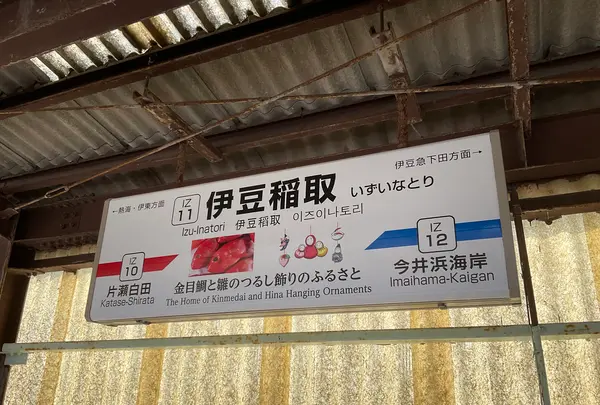 ←熱海・伊東方面
伊豆急下田方面→
IZ
11
伊豆稲取 いずいなとり
Izu-Inatori 伊豆稲取 이즈이나토리
IZ
10
片瀬白田
Katase-Shirata
IZ
12
今井浜海岸
Imaihama-Kaigan
金目鯛と雛のつるし飾りのふるさと
The Home of Kinmedai and Hina Hanging Ornaments